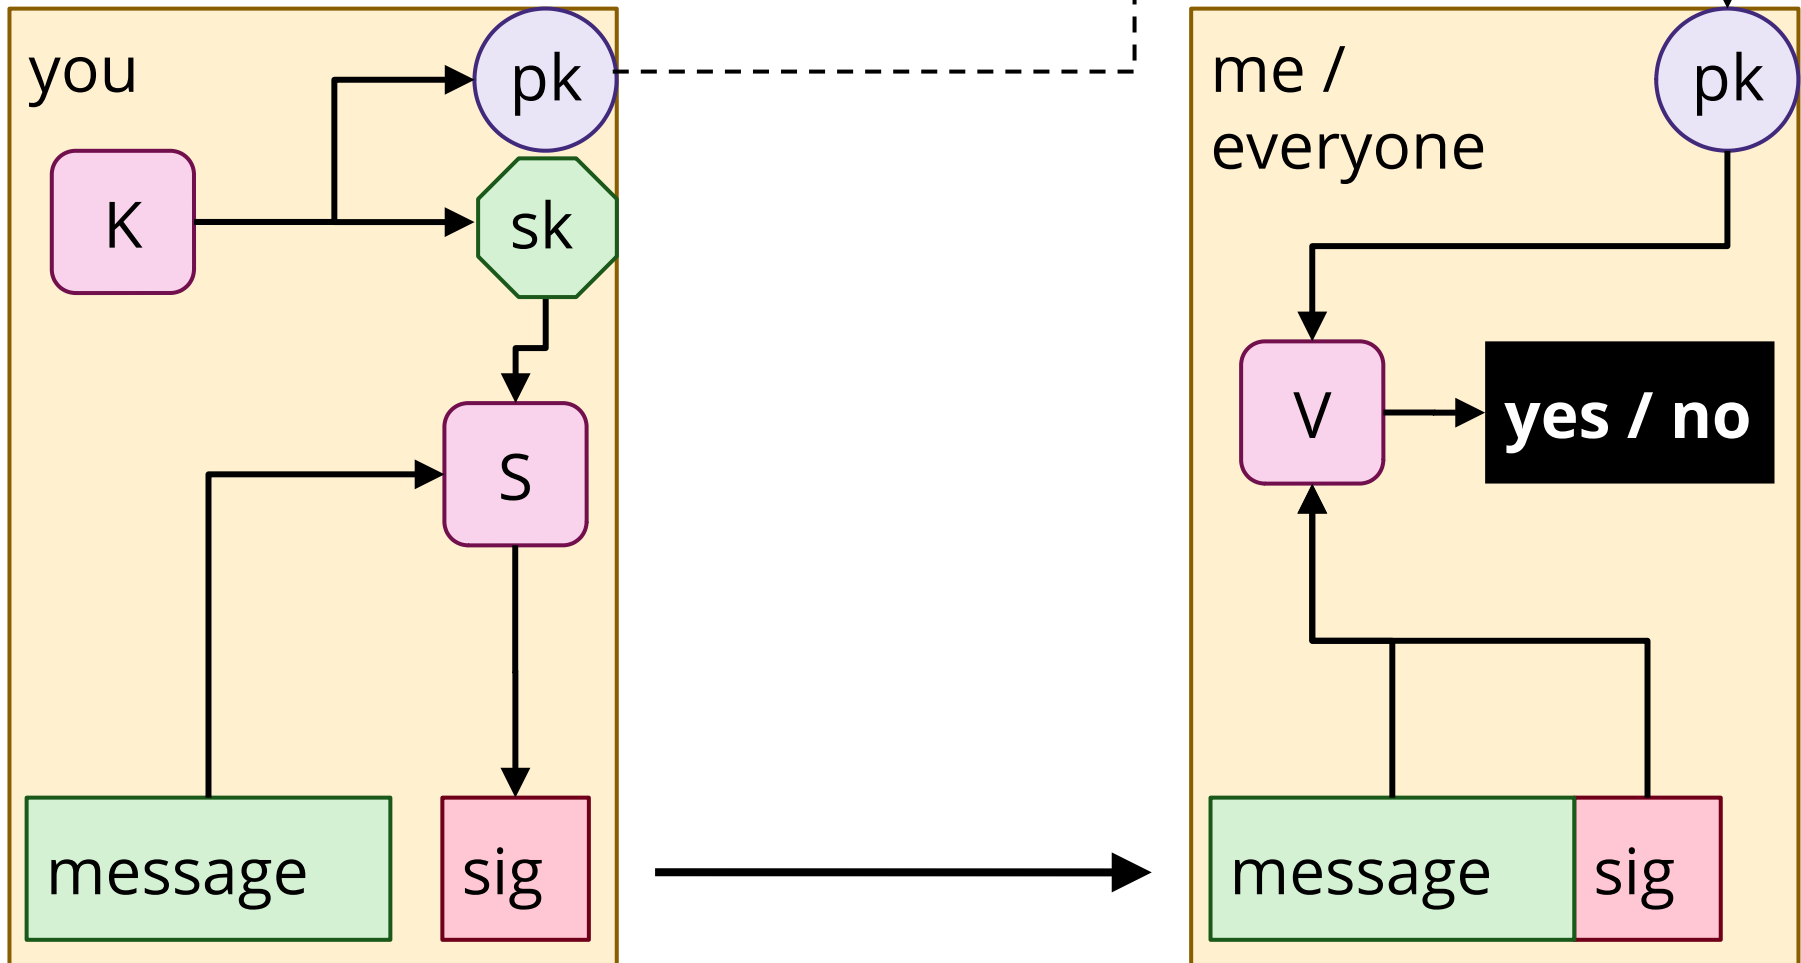 you
pk
K
sk
S
message
sig
me /
everyone
pk
V
yes / no
message
sig